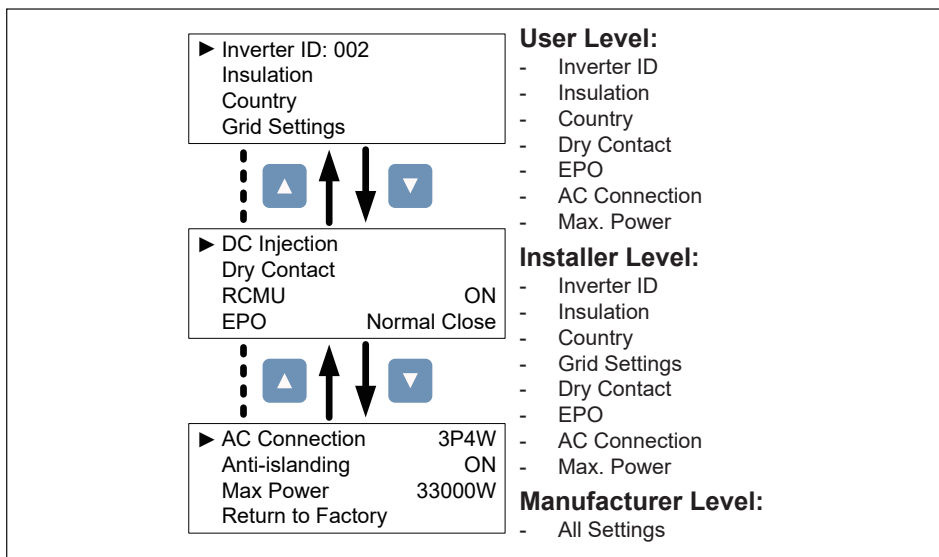 ► Inverter ID: 002
Insulation
Country
Grid Settings
▲ ▼
► DC Injection
Dry Contact
RCMU ON
EPO Normal Close
▲ ▼
► AC Connection 3P4W
Anti-islanding ON
Max Power 33000W
Return to Factory
User Level:
- Inverter ID
- Insulation
- Country
- Dry Contact
- EPO
- AC Connection
- Max. Power
Installer Level:
- Inverter ID
- Insulation
- Country
- Grid Settings
- Dry Contact
- EPO
- AC Connection
- Max. Power
Manufacturer Level:
- All Settings